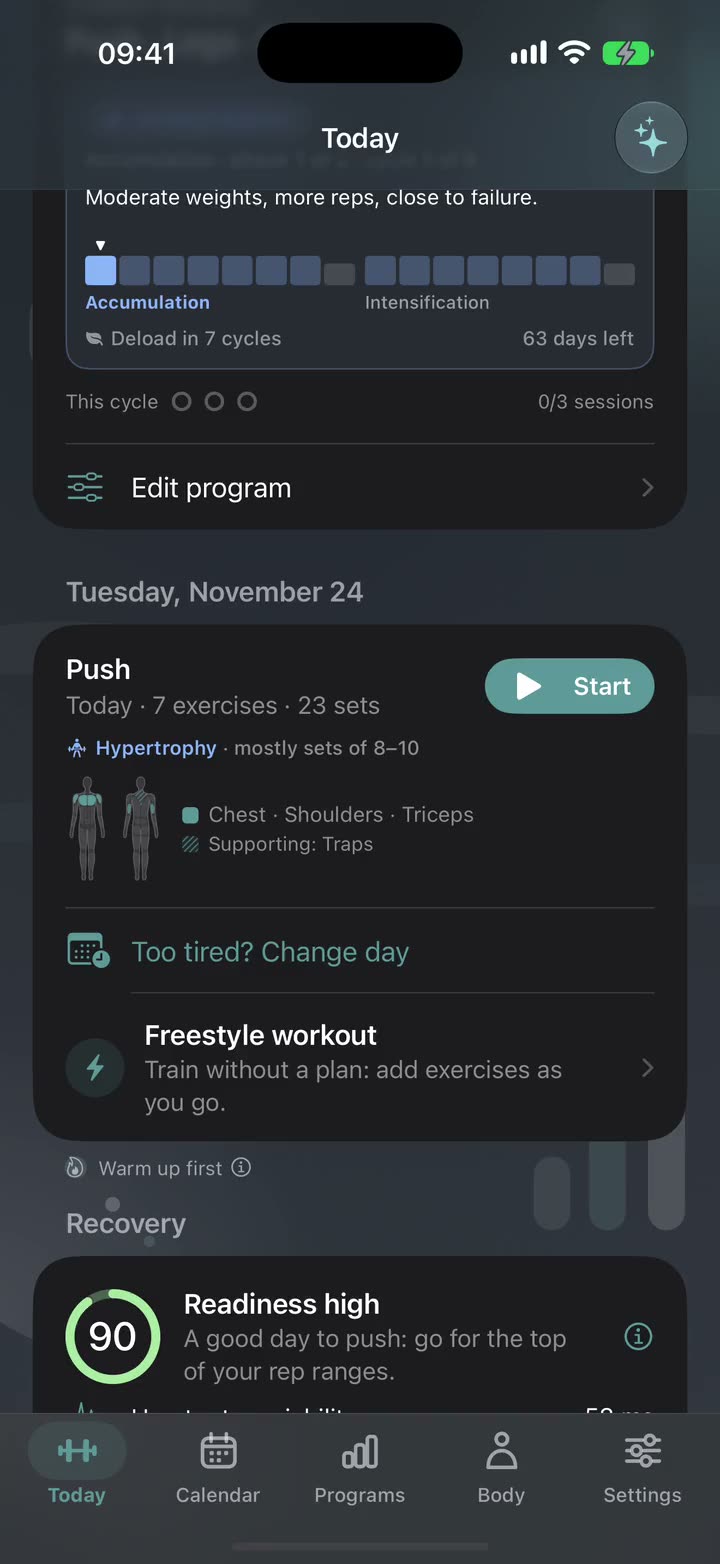 09:41
Today
Moderate weights, more reps, close to failure.
Accumulation
Intensification
Deload in 7 cycles
63 days left
This cycle
0/3 sessions
Edit program
Tuesday, November 24
Push
Today · 7 exercises · 23 sets
Start
Hypertrophy · mostly sets of 8–10
Chest · Shoulders · Triceps
Supporting: Traps
Too tired? Change day
Freestyle workout
Train without a plan: add exercises as
you go.
Warm up first
Recovery
90
Readiness high
A good day to push: go for the top
of your rep ranges.
Today
Calendar
Programs
Body
Settings